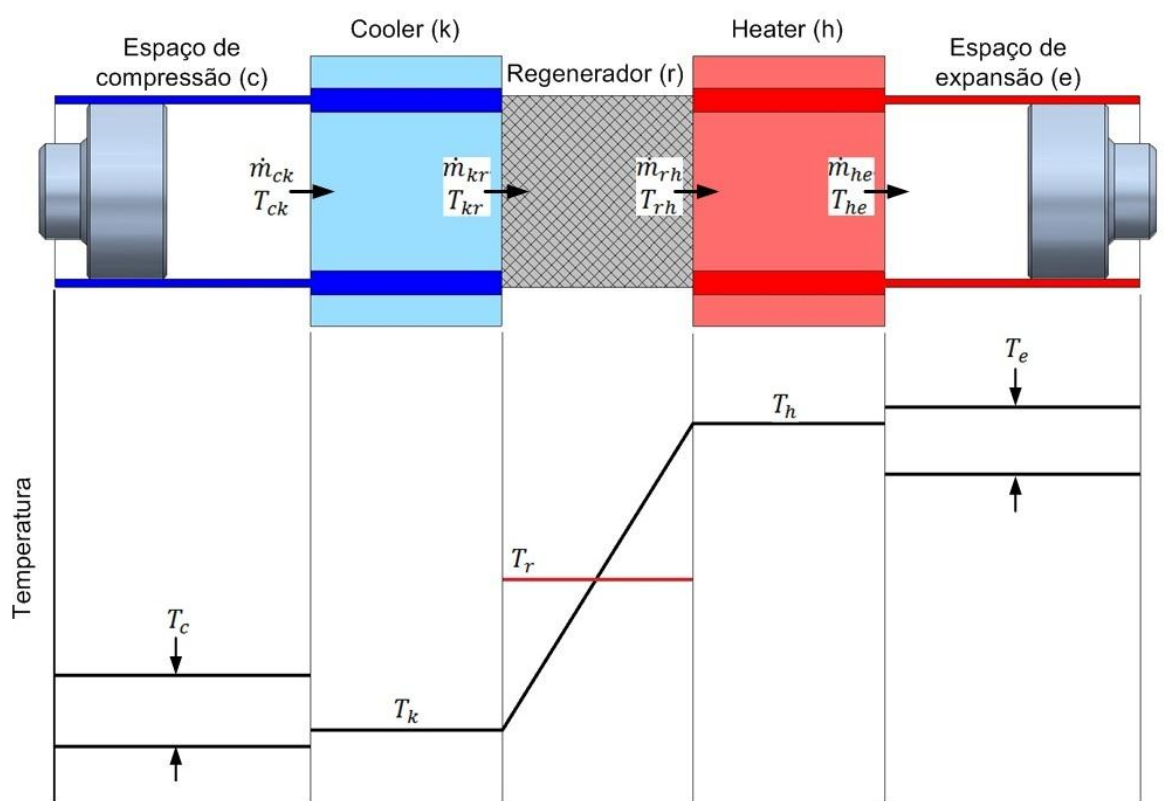 Espaço de
compressão (c)
Cooler (k)
Regenerador (r)
Heater (h)
Espaço de
expansão (e)
ṁck
Tck
ṁkr
Tkr
ṁrh
Trh
ṁhe
The
Temperatura
Tc
Tk
Tr
Th
Te